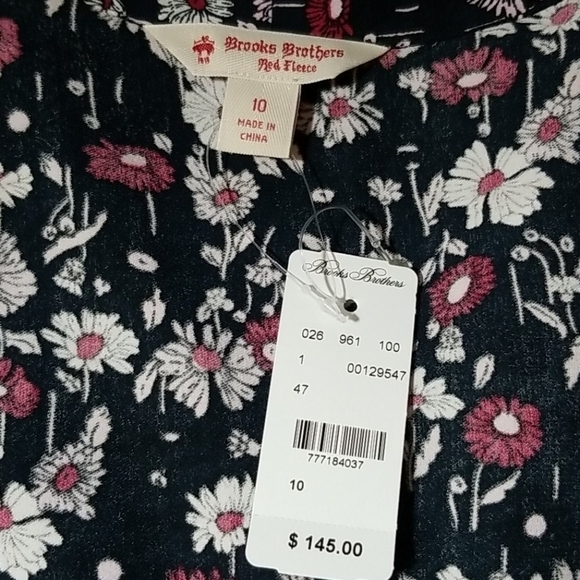 Brooks Brothers
Red Fleece
10
MADE IN
CHINA
Brooks Brothers
026 961 100
1 00129547
47
777184037
10
$ 145.00